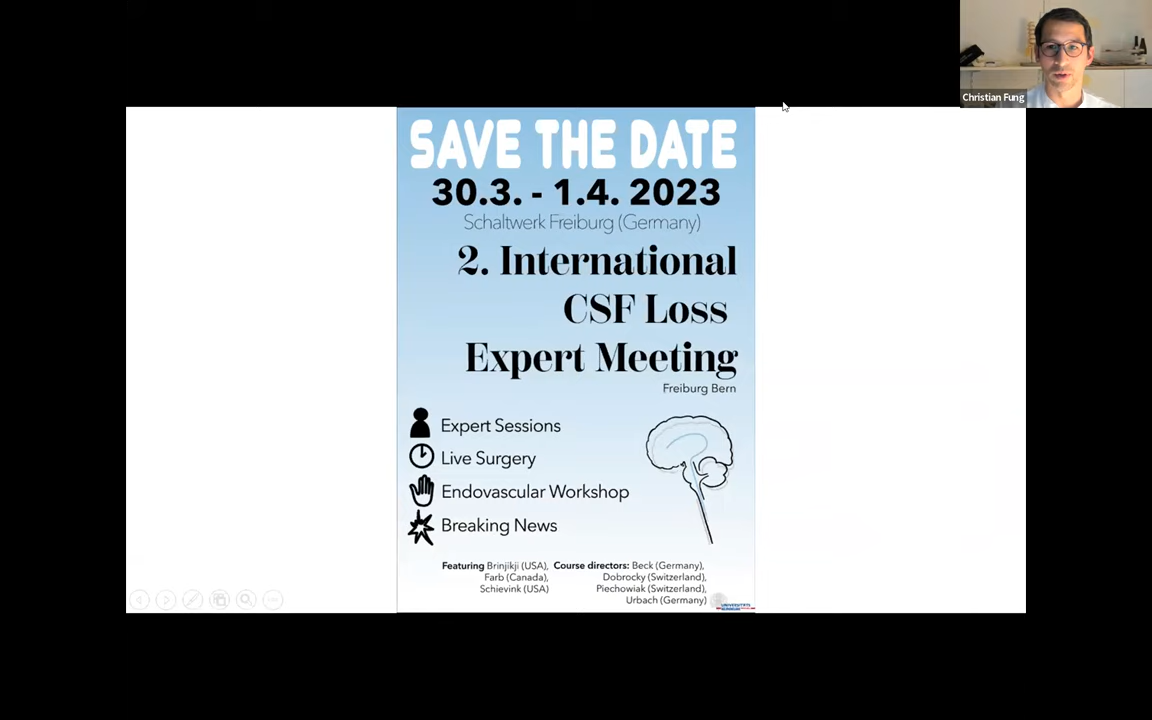 Christian Fung
SAVE THE DATE
30.3. - 1.4. 2023
Schaltwerk Freiburg (Germany)
2. International
CSF Loss
Expert Meeting
Freiburg Bern
Expert Sessions
Live Surgery
Endovascular Workshop
Breaking News
Featuring Brinjikji (USA),
Farb (Canada),
Schievink (USA)
Course directors: Beck (Germany),
Dobrocky (Switzerland),
Piechowiak (Switzerland),
Urbach (Germany)